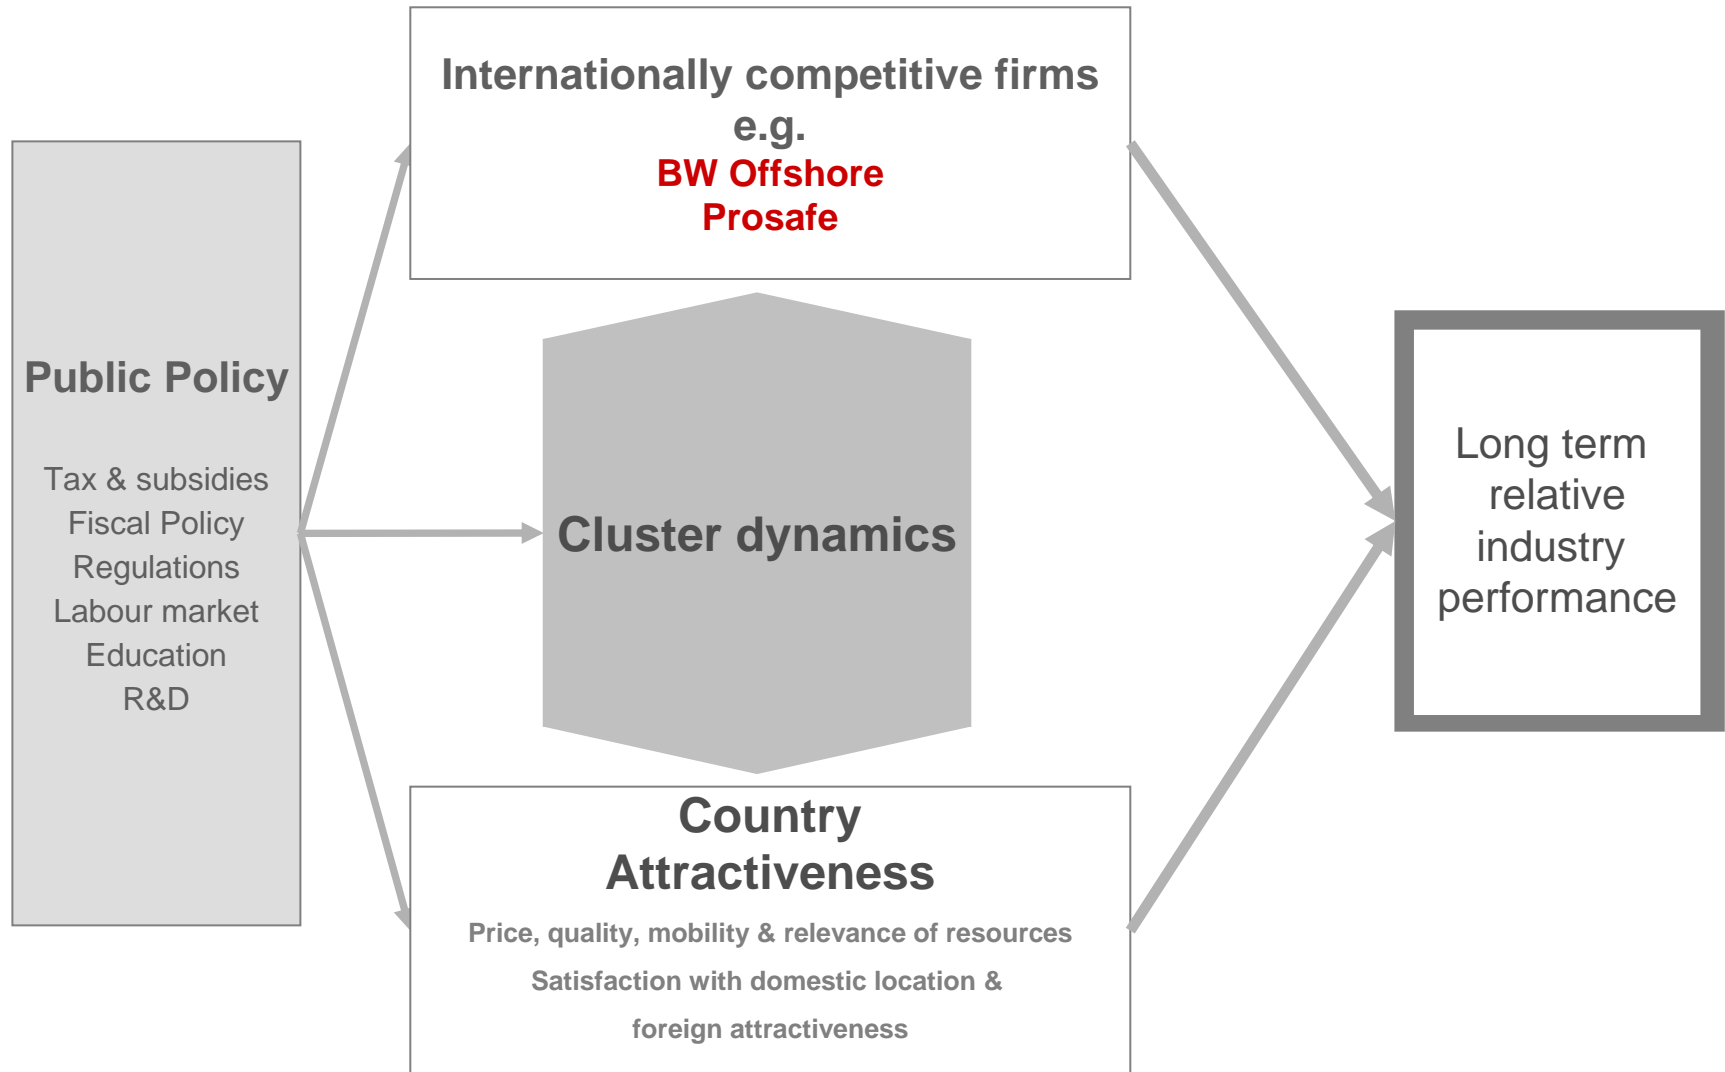 Internationally competitive firms
e.g.
BW Offshore
Prosafe
Public Policy
Tax & subsidies
Fiscal Policy
Regulations
Labour market
Education
R&D
Cluster dynamics
Country
Attractiveness
Price, quality, mobility & relevance of resources
Satisfaction with domestic location &
foreign attractiveness
Long term
relative
industry
performance